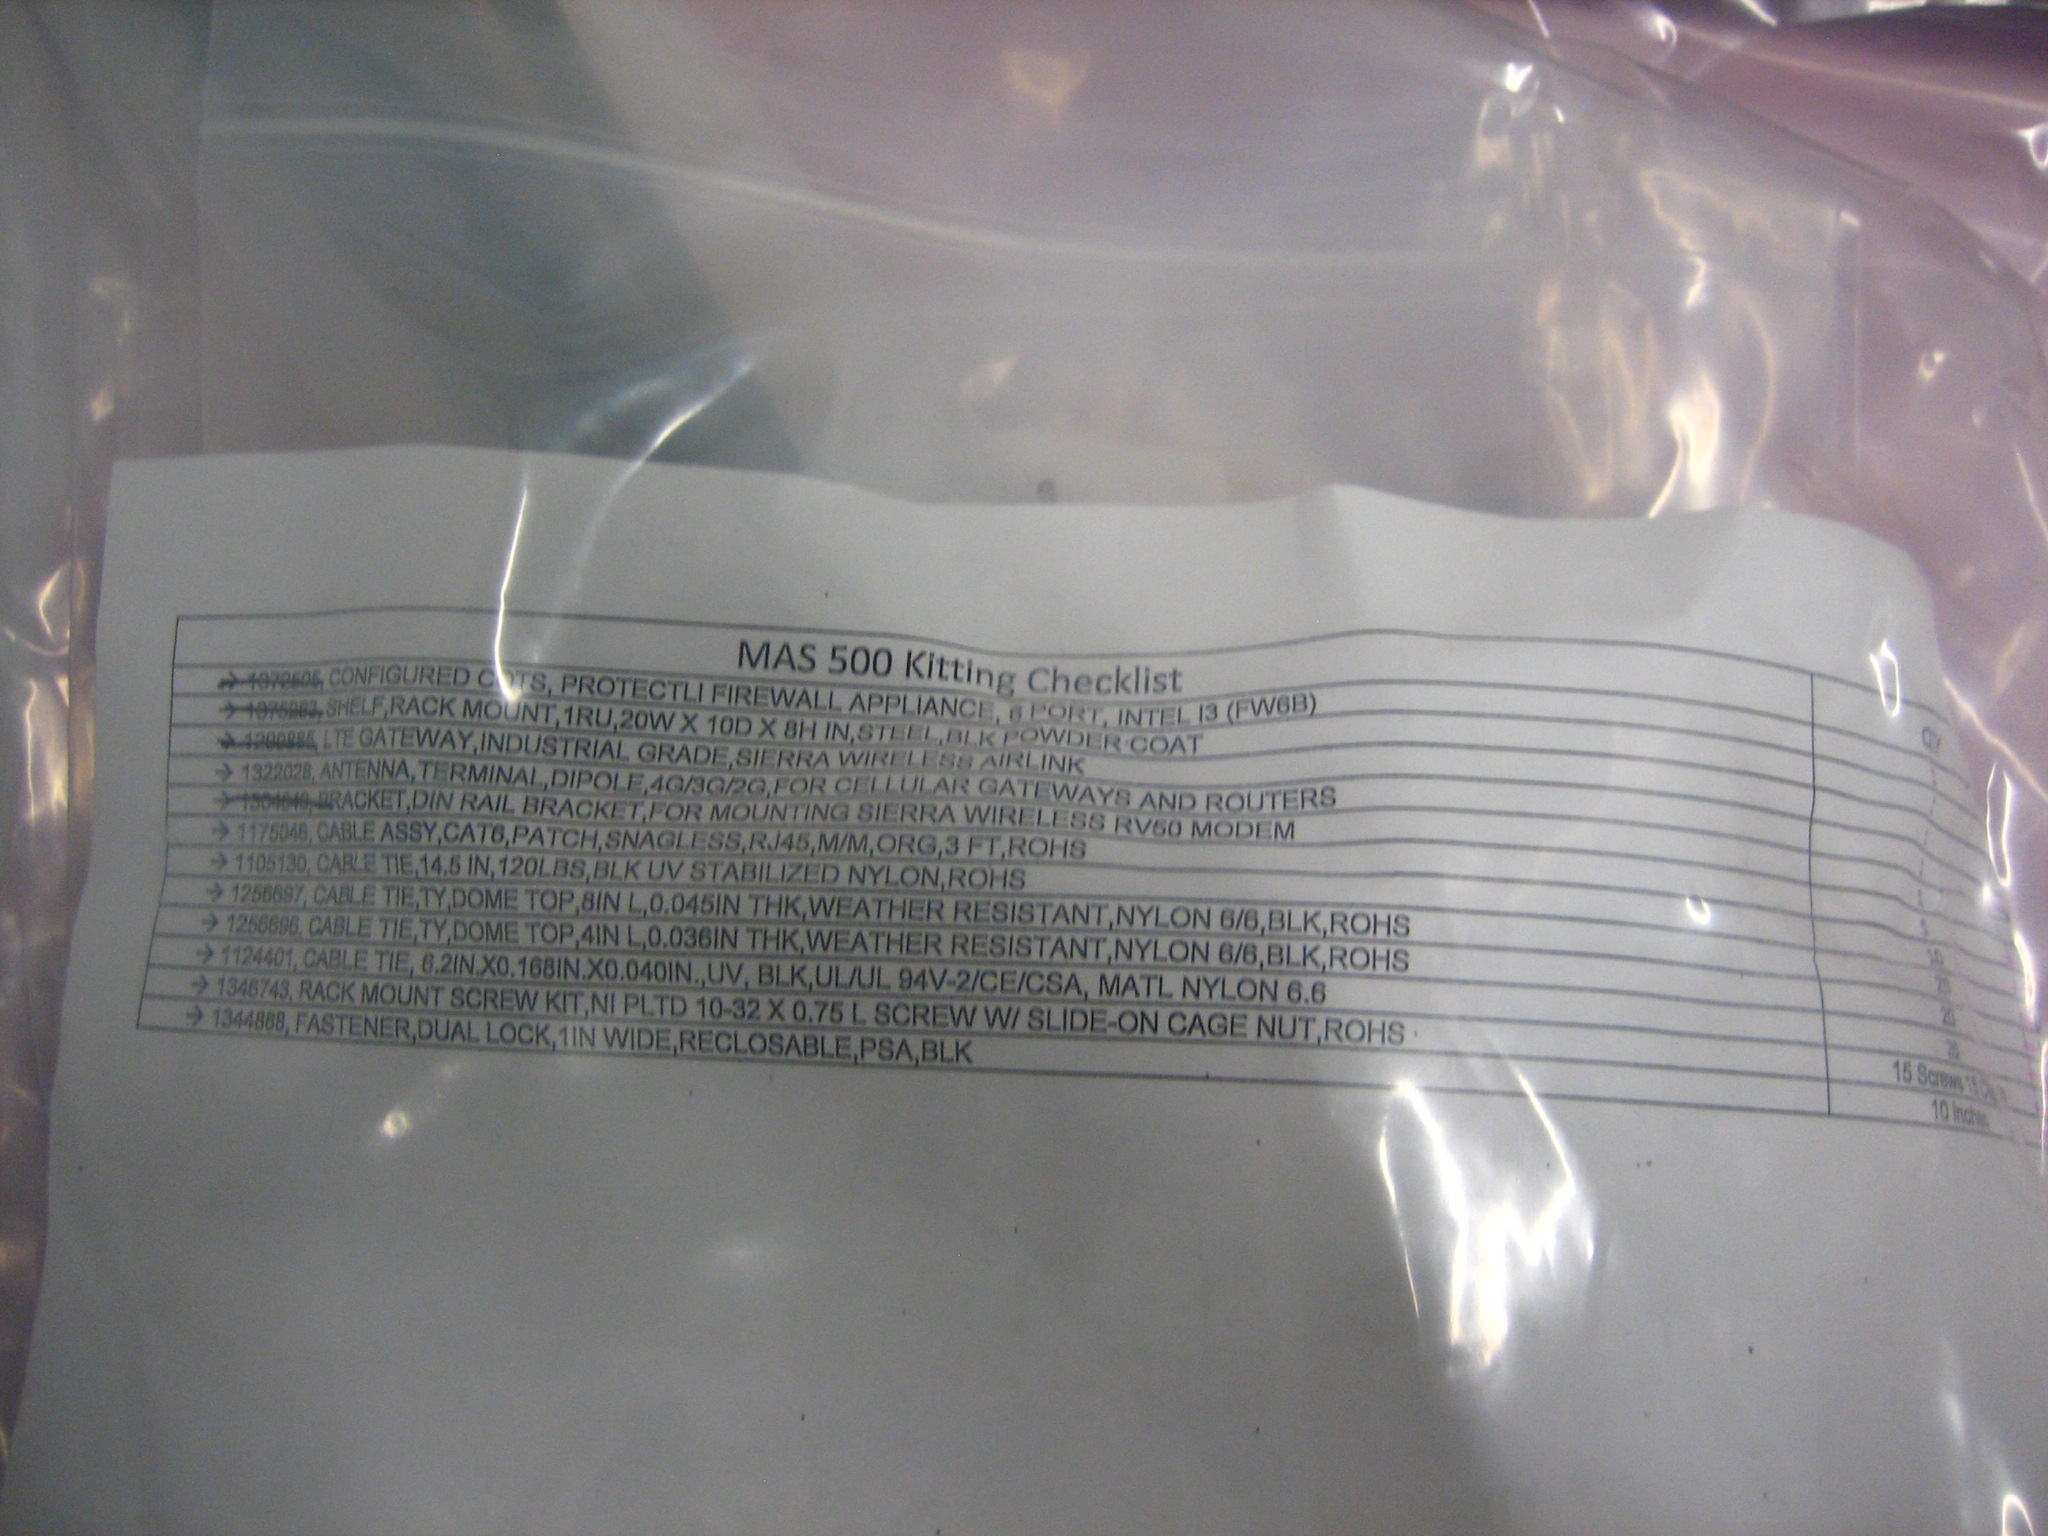 MAS 500 Kitting Checklist
QTY
→ 1372505, CONFIGURED COTS, PROTECTLI FIREWALL APPLIANCE, 6 PORT, INTEL I3 (FW6B)
SHELF,RACK MOUNT,1RU,20W X 10D X 8H IN,STEEL,BLK POWDER COAT
LTE GATEWAY,INDUSTRIAL GRADE,SIERRA WIRELESS AIRLINK
→ 1322028, ANTENNA,TERMINAL,DIPOLE,4G/3G/2G,FOR CELLULAR GATEWAYS AND ROUTERS
BRACKET,DIN RAIL BRACKET,FOR MOUNTING SIERRA WIRELESS RV50 MODEM
→ 1175048, CABLE ASSY,CAT6,PATCH,SNAGLESS,RJ45,M/M,ORG,3 FT,ROHS
→ 1105130, CABLE TIE,14.5 IN,120LBS,BLK UV STABILIZED NYLON,ROHS
→ 1256697, CABLE TIE,TY,DOME TOP,8IN L,0.045IN THK,WEATHER RESISTANT,NYLON 6/6,BLK,ROHS
→ 1256696, CABLE TIE,TY,DOME TOP,4IN L,0.036IN THK,WEATHER RESISTANT,NYLON 6/6,BLK,ROHS
→ 1124401, CABLE TIE, 6.2IN.X0.168IN.X0.040IN.,UV, BLK,UL/UL 94V-2/CE/CSA, MATL NYLON 6.6
→ 1346743, RACK MOUNT SCREW KIT,NI PLTD 10-32 X 0.75 L SCREW W/ SLIDE-ON CAGE NUT,ROHS 15 Screws
→ 1344868, FASTENER,DUAL LOCK,1IN WIDE,RECLOSABLE,PSA,BLK 10 Inches